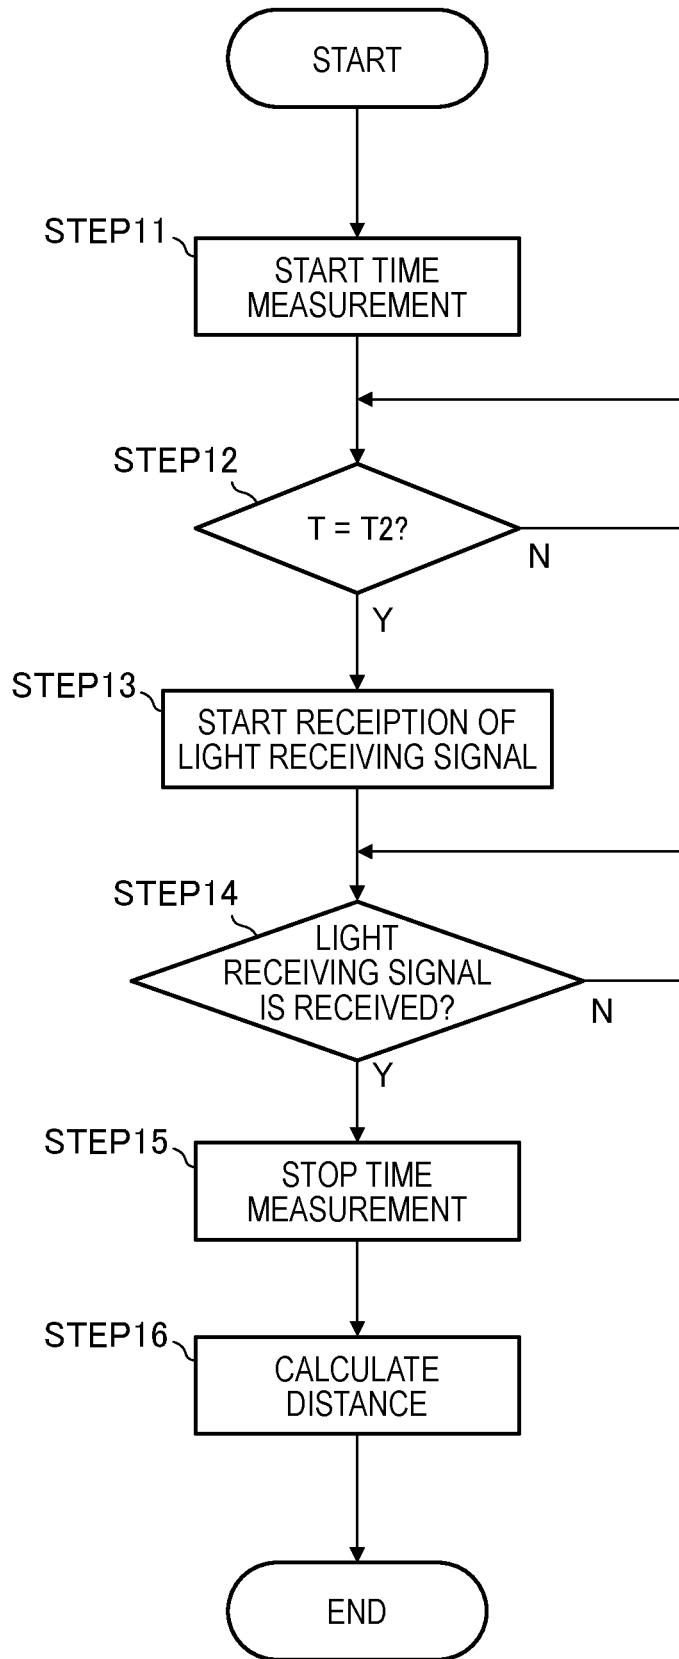 START
STEP11
START TIME
MEASUREMENT
STEP12
T = T2?
N
Y
STEP13
START RECEIPTION OF
LIGHT RECEIVING SIGNAL
STEP14
LIGHT
RECEIVING SIGNAL
IS RECEIVED?
N
Y
STEP15
STOP TIME
MEASUREMENT
STEP16
CALCULATE
DISTANCE
END